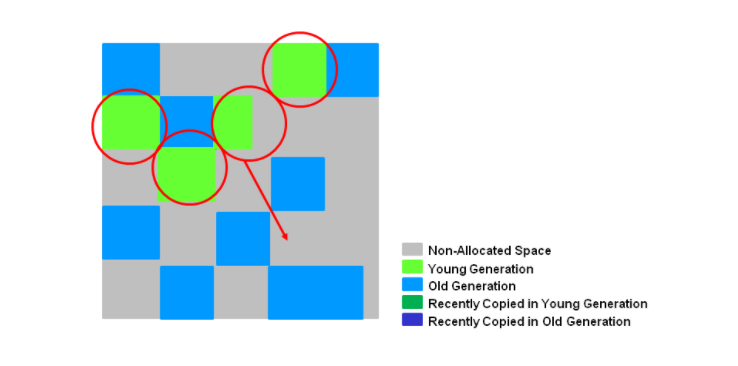 Non-Allocated Space
Young Generation
Old Generation
Recently Copied in Young Generation
Recently Copied in Old Generation